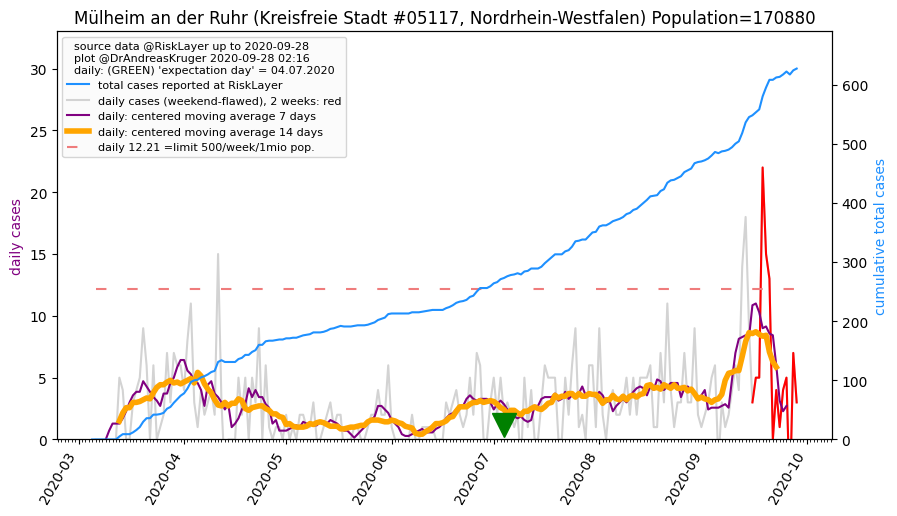 Mülheim an der Ruhr (Kreisfreie Stadt #05117, Nordrhein-Westfalen) Population=170880
source data @RiskLayer up to 2020-09-28
plot @DrAndreasKruger 2020-09-28 02:16
daily: (GREEN) 'expectation day' = 04.07.2020
total cases reported at RiskLayer
daily cases (weekend-flawed), 2 weeks: red
daily: centered moving average 7 days
daily: centered moving average 14 days
daily 12.21 =limit 500/week/1mio pop.
daily cases
30
25
20
15
10
5
0
cumulative total cases
600
500
400
300
200
100
0
2020-03
2020-04
2020-05
2020-06
2020-07
2020-08
2020-09
2020-10